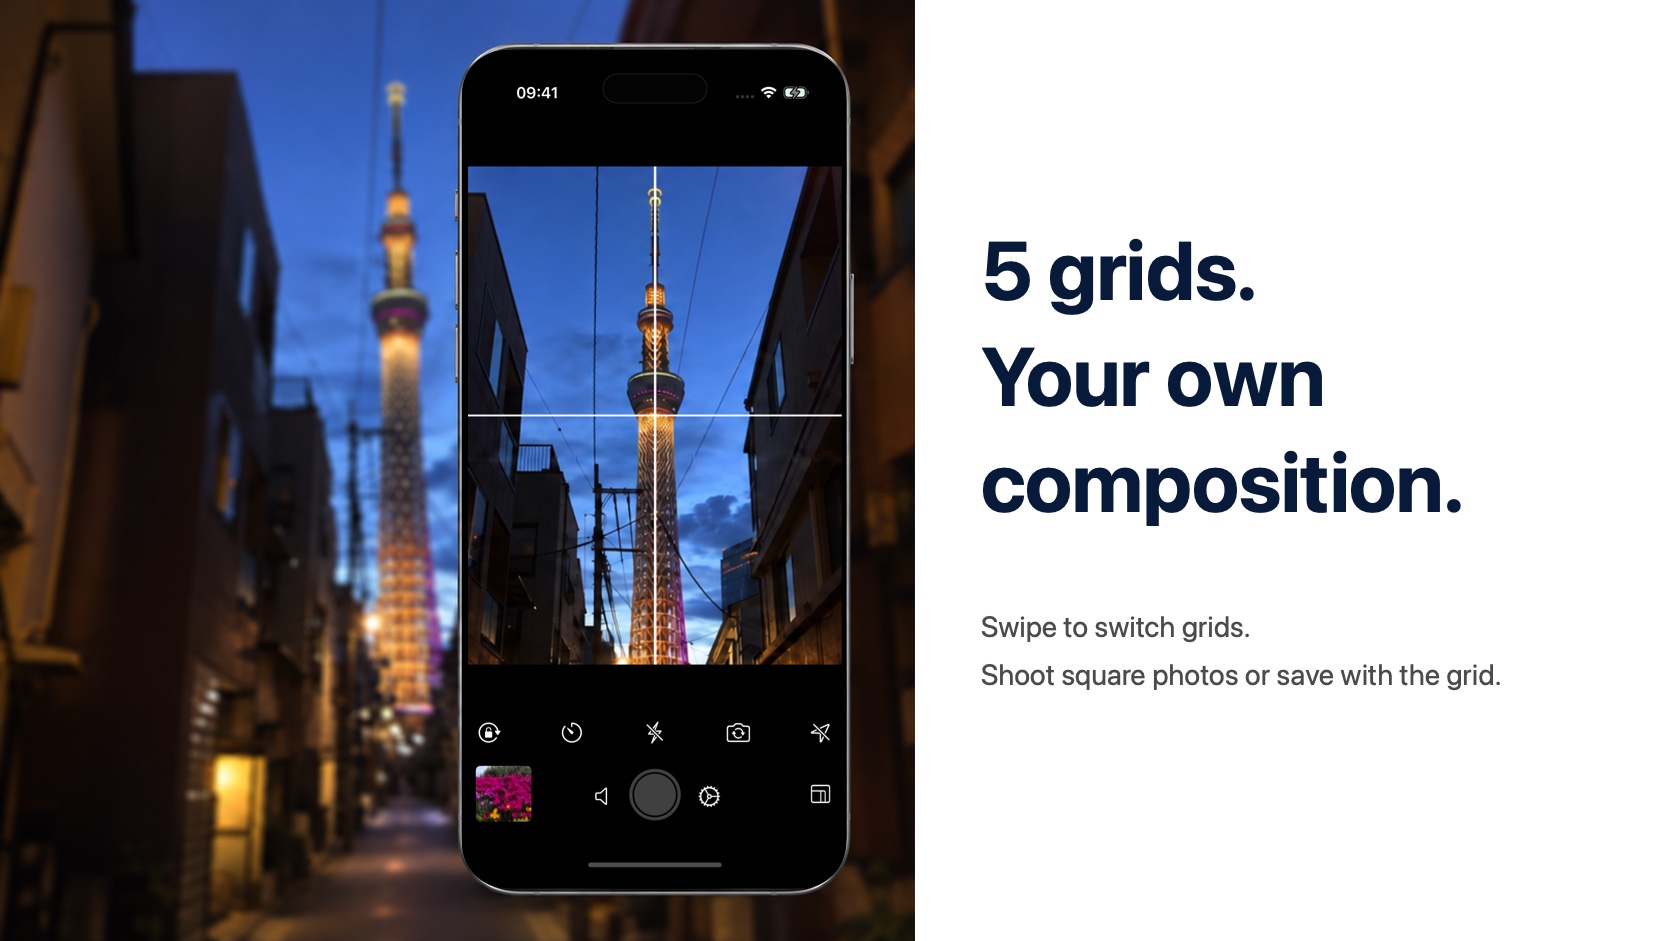 09:41
5 grids.
Your own
composition.
Swipe to switch grids.
Shoot square photos or save with the grid.